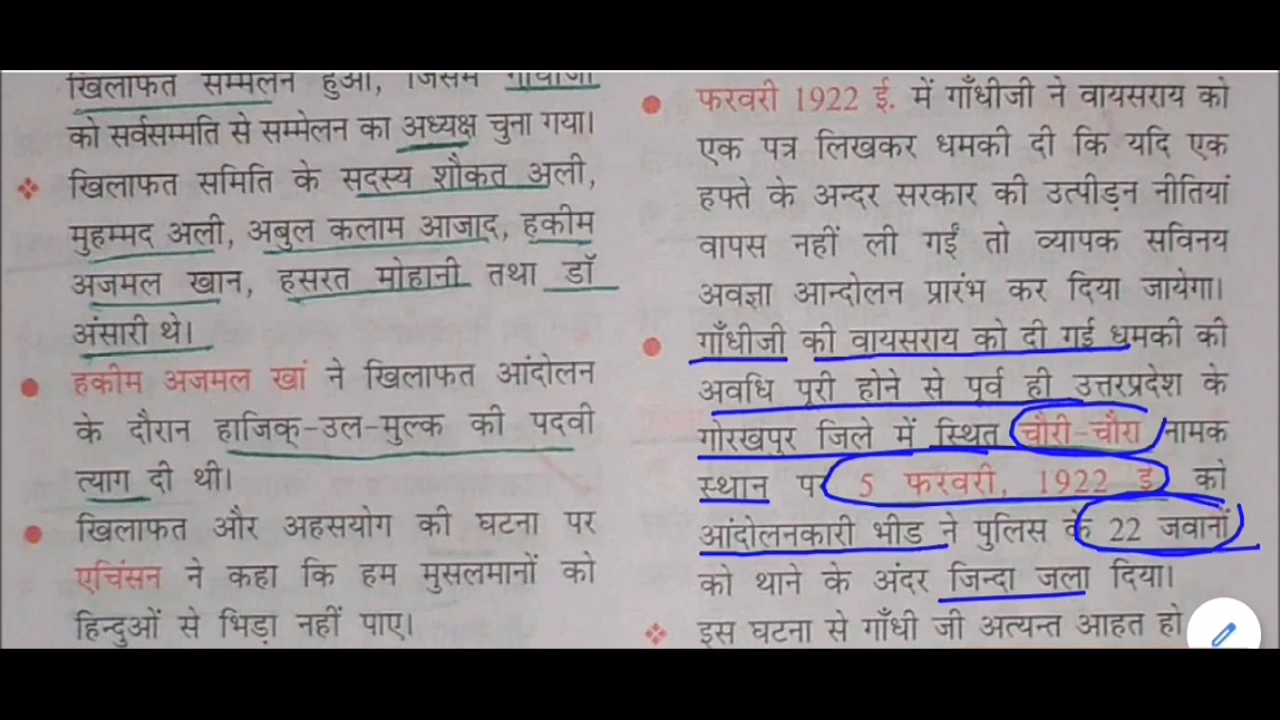 खिलाफत सम्मेलन हुआ, जिसमें गांधीजी
को सर्वसम्मति से सम्मेलन का अध्यक्ष चुना गया।
खिलाफत समिति के सदस्य शौकत अली,
मुहम्मद अली, अबुल कलाम आजाद, हकीम
अजमल खान, हसरत मोहानी तथा डॉ
अंसारी थे।
हकीम अजमल खां ने खिलाफत आंदोलन
के दौरान हाजिक्-उल-मुल्क की पदवी
त्याग दी थी।
खिलाफत और अहसयोग की घटना पर
एचिंसन ने कहा कि हम मुसलमानों को
हिन्दुओं से भिड़ा नहीं पाए।
फरवरी 1922 ई. में गाँधीजी ने वायसराय को
एक पत्र लिखकर धमकी दी कि यदि एक
हफ्ते के अन्दर सरकार की उत्पीड़न नीतियां
वापस नहीं ली गईं तो व्यापक सविनय
अवज्ञा आन्दोलन प्रारंभ कर दिया जायेगा।
गाँधीजी की वायसराय को दी गई धमकी की
अवधि पूरी होने से पूर्व ही उत्तरप्रदेश के
गोरखपुर जिले में स्थित चौरी-चौरा नामक
स्थान पर 5 फरवरी, 1922 ई को
आंदोलनकारी भीड ने पुलिस के 22 जवानों
को थाने के अंदर जिन्दा जला दिया।
इस घटना से गाँधी जी अत्यन्त आहत हो